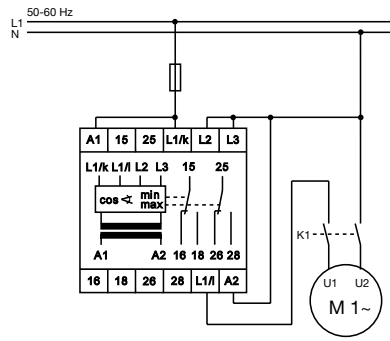 50-60 Hz
L1
N
A1 15 25 L1/k L2 L3
L1/k L1/l L2 L3 15 25
cos ∢ min
max
A1 A2 16 18 26 28
16 18 26 28 L1/l A2
K1
U1 U2
M 1~